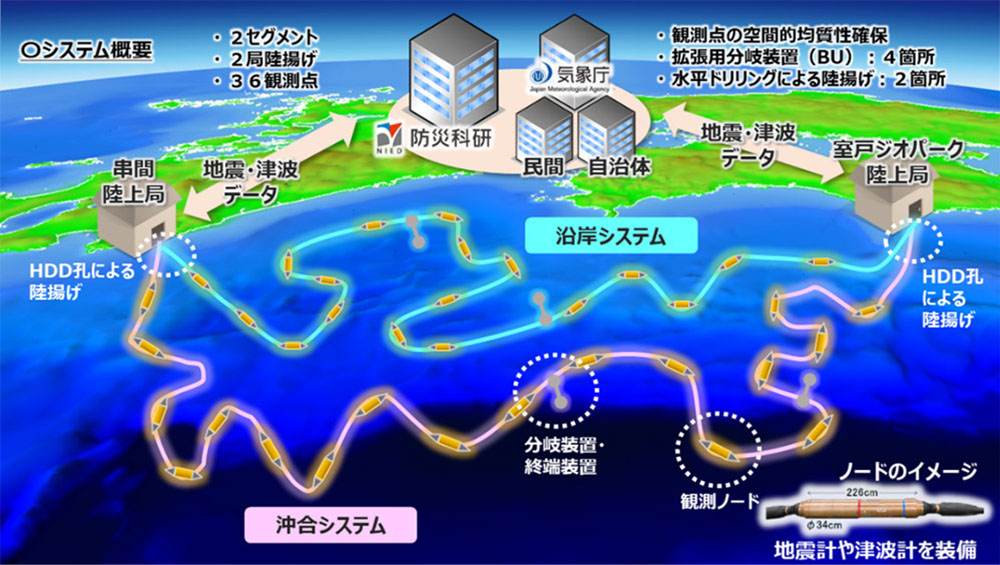 〇システム概要
・２セグメント
・２局陸揚げ
・３６観測点
・観測点の空間的均質性確保
・拡張用分岐装置（BU）：４箇所
・水平ドリリングによる陸揚げ：２箇所
気象庁
Japan Meteorological Agency
NIED
防災科研
民間
自治体
串間
陸上局
地震・津波
データ
地震・津波
データ
室戸ジオパーク
陸上局
HDD孔による
陸揚げ
沿岸システム
HDD孔
による
陸揚げ
分岐装置・
終端装置
観測ノード
沖合システム
ノードのイメージ
226cm
φ34cm
地震計や津波計を装備